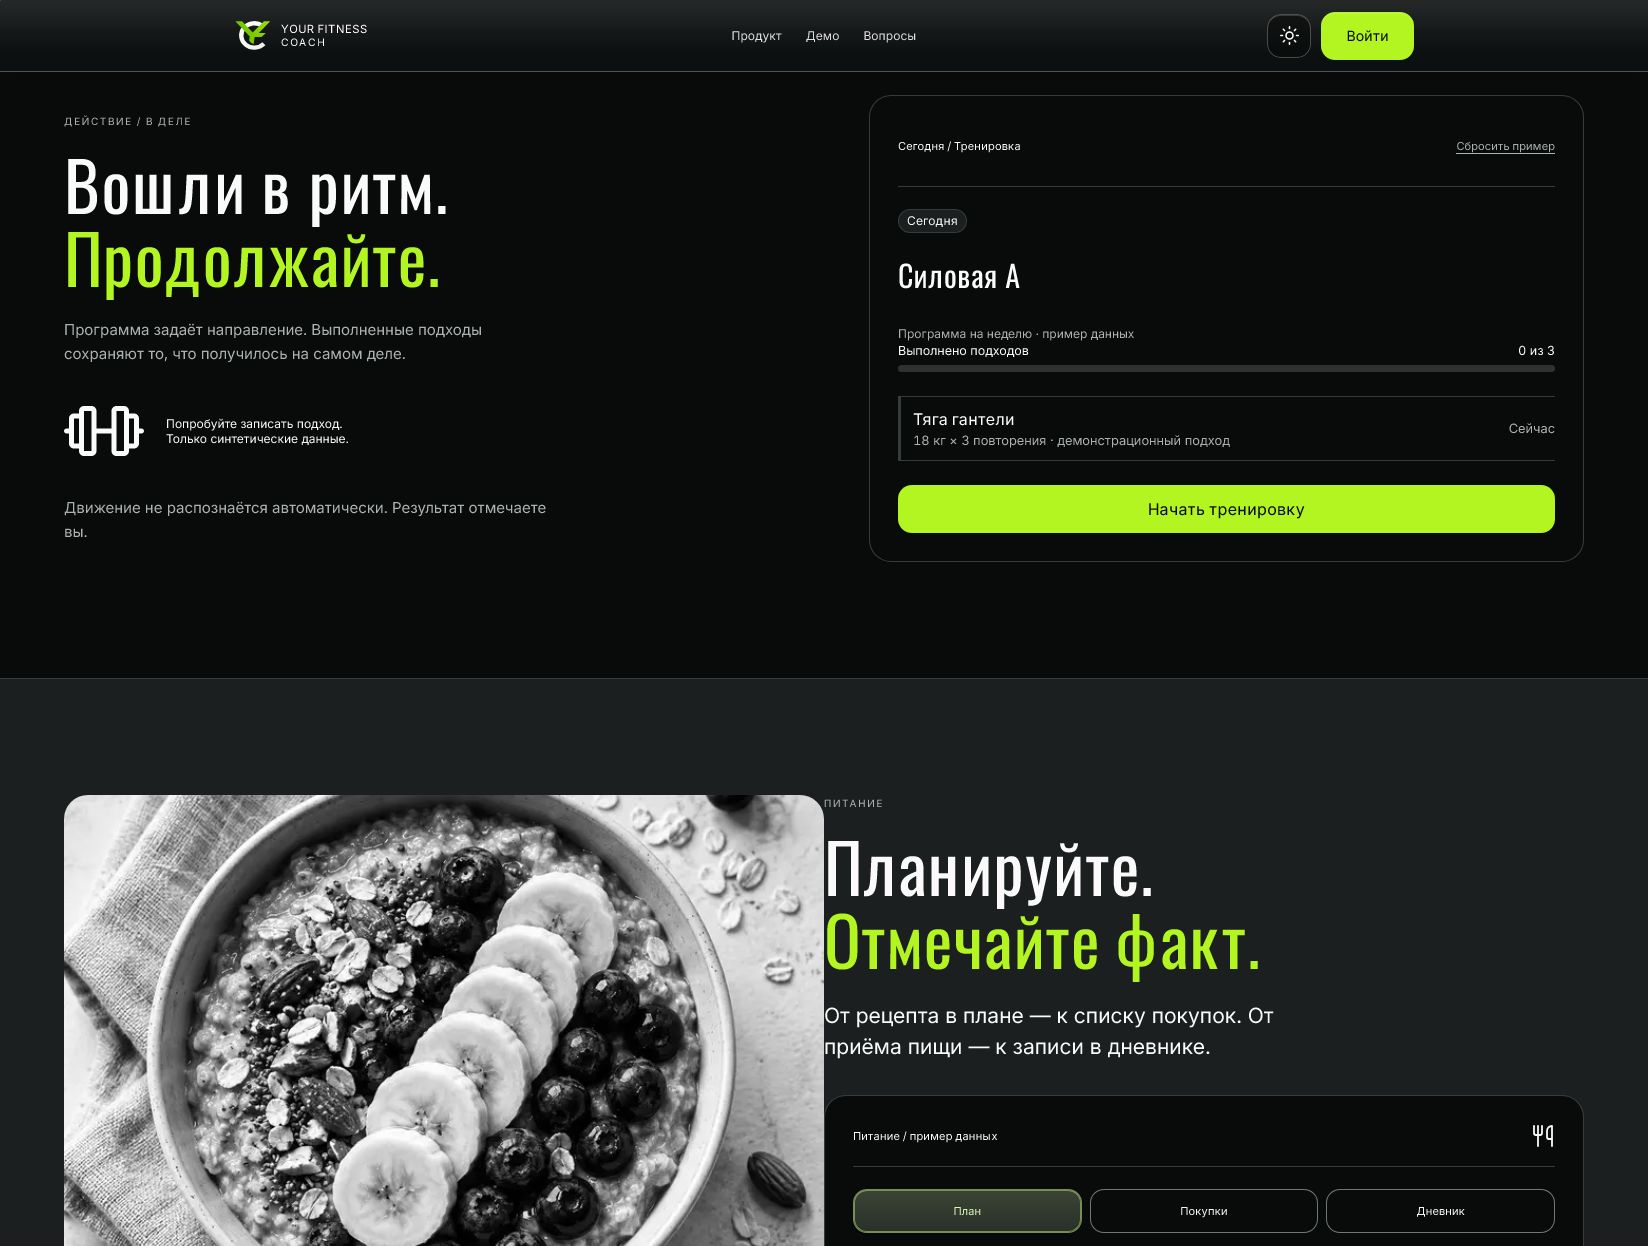 YOUR FITNESS
COACH
Продукт
Демо
Вопросы
Войти
ДЕЙСТВИЕ / В ДЕЛЕ
Вошли в ритм.
Продолжайте.
Программа задаёт направление. Выполненные подходы
сохраняют то, что получилось на самом деле.
Попробуйте записать подход.
Только синтетические данные.
Движение не распознаётся автоматически. Результат отмечаете
вы.
Сегодня / Тренировка
Сбросить пример
Сегодня
Силовая А
Программа на неделю · пример данных
Выполнено подходов
0 из 3
Тяга гантели
18 кг × 3 повторения · демонстрационный подход
Сейчас
Начать тренировку
ПИТАНИЕ
Планируйте.
Отмечайте факт.
От рецепта в плане — к списку покупок. От
приёма пищи — к записи в дневнике.
Питание / пример данных
План
Покупки
Дневник